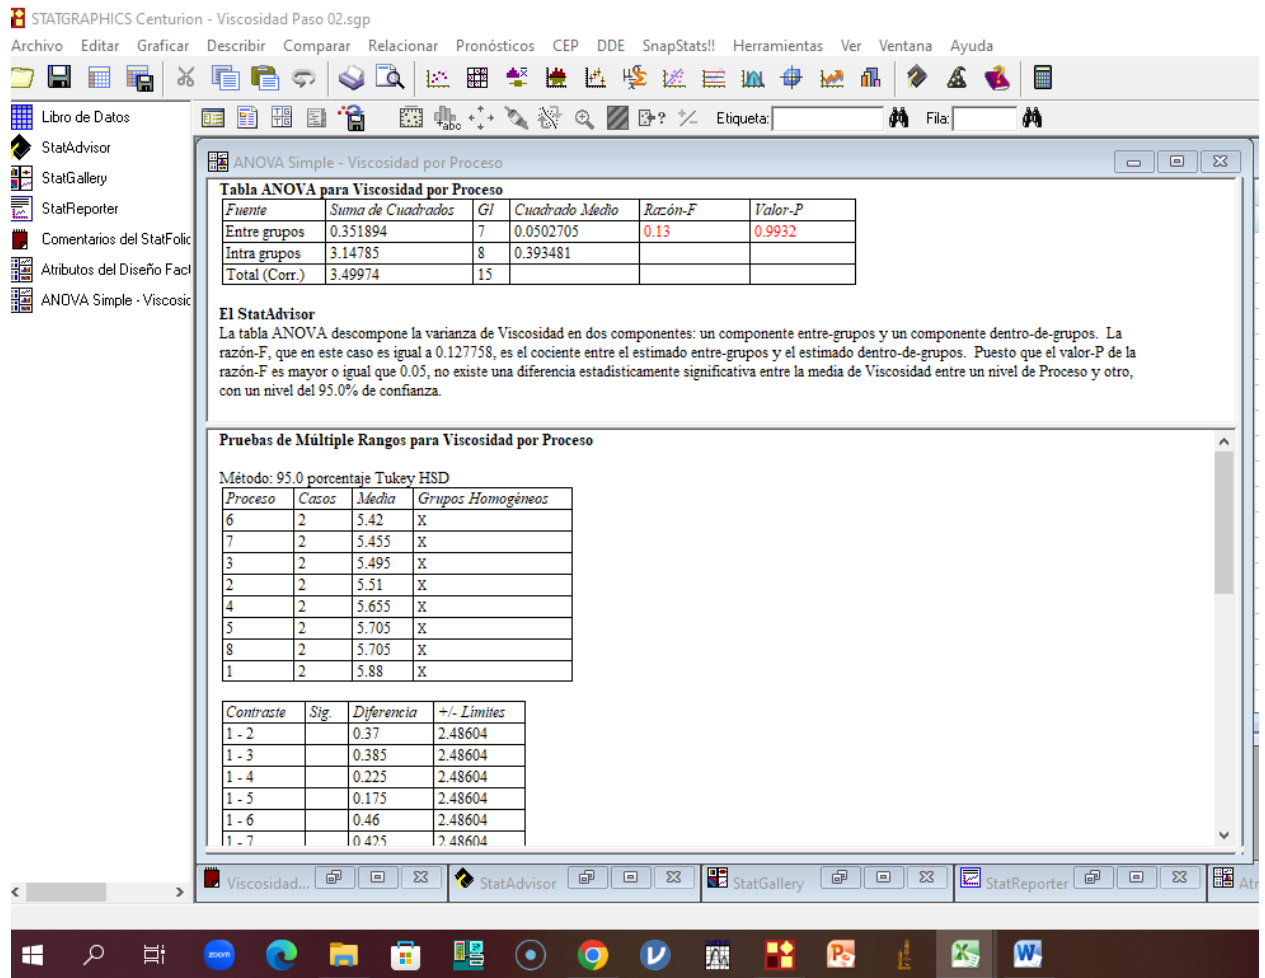 STATGRAPHICS Centurion - Viscosidad Paso 02.sgp
Archivo Editar Graficar Describir Comparar Relacionar Pronósticos CEP DDE SnapStats!! Herramientas Ver Ventana Ayuda
Etiqueta: Fila:
Libro de Datos
StatAdvisor
StatGallery
StatReporter
Comentarios del StatFolio
Atributos del Diseño Fact
ANOVA Simple - Viscosic
ANOVA Simple - Viscosidad por Proceso
Tabla ANOVA para Viscosidad por Proceso
Fuente Suma de Cuadrados Gl Cuadrado Medio Razón-F Valor-P
Entre grupos 0.351894 7 0.0502705 0.13 0.9932
Intra grupos 3.14785 8 0.393481
Total (Corr.) 3.49974 15
El StatAdvisor
La tabla ANOVA descompone la varianza de Viscosidad en dos componentes: un componente entre-grupos y un componente dentro-de-grupos. La
razón-F, que en este caso es igual a 0.127758, es el cociente entre el estimado entre-grupos y el estimado dentro-de-grupos. Puesto que el valor-P de la
razón-F es mayor o igual que 0.05, no existe una diferencia estadísticamente significativa entre la media de Viscosidad entre un nivel de Proceso y otro,
con un nivel del 95.0% de confianza.
Pruebas de Múltiple Rangos para Viscosidad por Proceso
Método: 95.0 porcentaje Tukey HSD
Proceso Casos Media Grupos Homogéneos
6 2 5.42 X
7 2 5.455 X
3 2 5.495 X
2 2 5.51 X
4 2 5.655 X
5 2 5.705 X
8 2 5.705 X
1 2 5.88 X
Contraste Sig. Diferencia +/- Límites
1 - 2 0.37 2.48604
1 - 3 0.385 2.48604
1 - 4 0.225 2.48604
1 - 5 0.175 2.48604
1 - 6 0.46 2.48604
1 - 7 0.425 2.48604
Viscosidad... StatAdvisor StatGallery StatReporter Atr
zoom